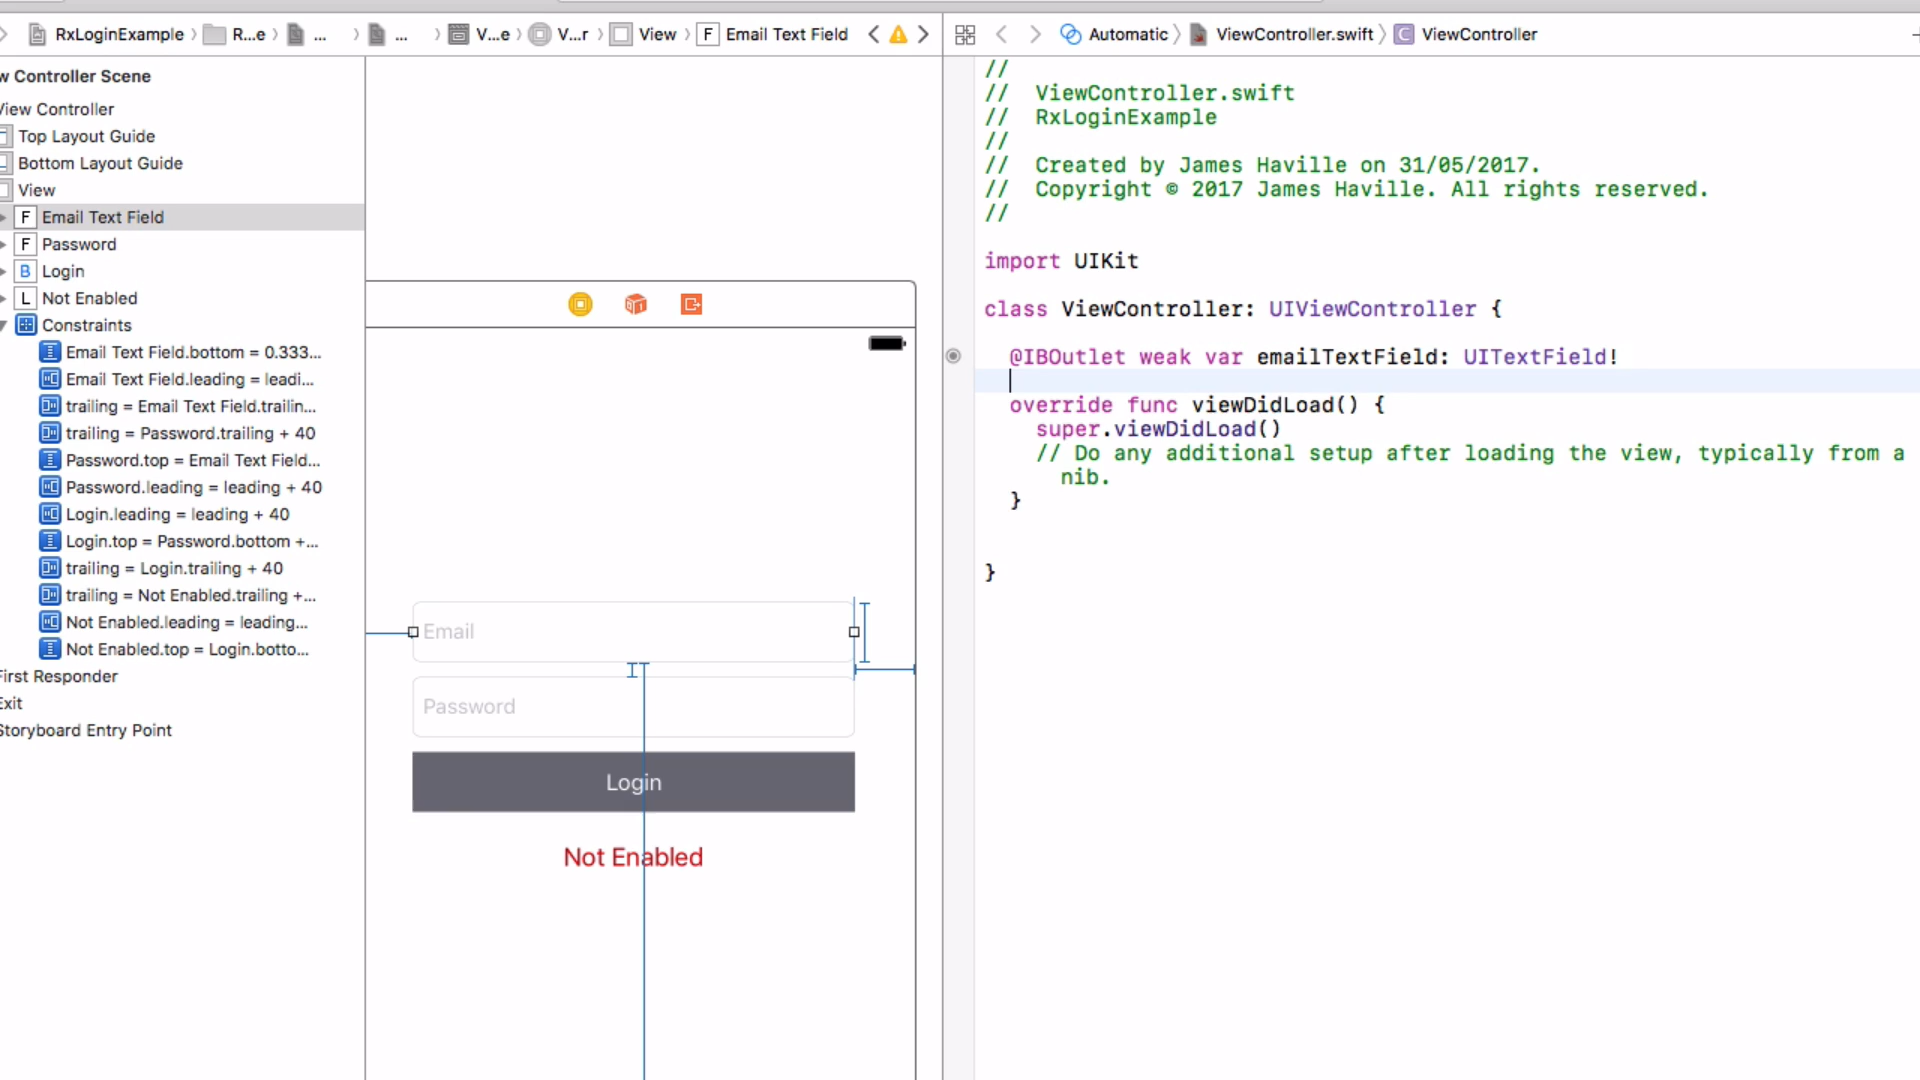 RxLoginExample R...e ... ... V...e V...r View F Email Text Field
Automatic ViewController.swift C ViewController
w Controller Scene
View Controller
Top Layout Guide
Bottom Layout Guide
View
F Email Text Field
F Password
B Login
L Not Enabled
Constraints
Email Text Field.bottom = 0.333...
Email Text Field.leading = leadi...
trailing = Email Text Field.trailin...
trailing = Password.trailing + 40
Password.top = Email Text Field...
Password.leading = leading + 40
Login.leading = leading + 40
Login.top = Password.bottom +...
trailing = Login.trailing + 40
trailing = Not Enabled.trailing +...
Not Enabled.leading = leading...
Not Enabled.top = Login.botto...
First Responder
Exit
Storyboard Entry Point
Email
Password
Login
Not Enabled
//
// ViewController.swift
// RxLoginExample
//
// Created by James Haville on 31/05/2017.
// Copyright © 2017 James Haville. All rights reserved.
//
import UIKit
class ViewController: UIViewController {
@IBOutlet weak var emailTextField: UITextField!
override func viewDidLoad() {
super.viewDidLoad()
// Do any additional setup after loading the view, typically from a
nib.
}
}